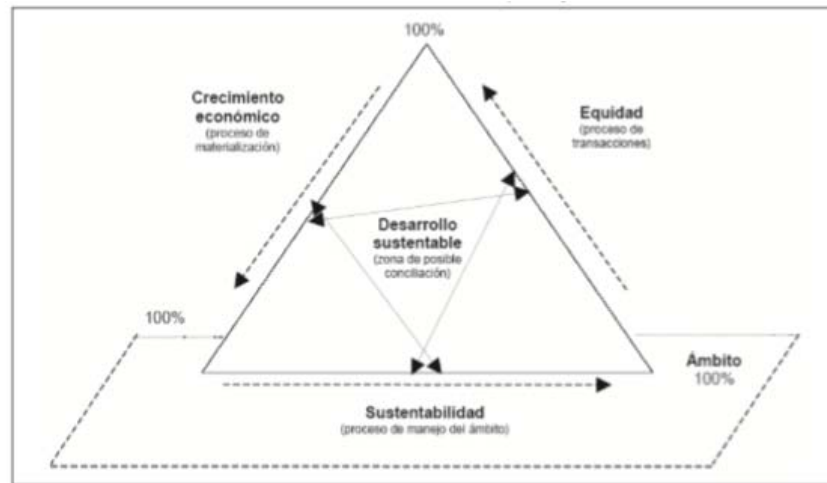 100%
Crecimiento
económico
(proceso de
materialización)
Equidad
(proceso de
transacciones)
Desarrollo
sustentable
(zona de posible
conciliación)
100%
Ámbito
100%
Sustentabilidad
(proceso de manejo del ámbito)